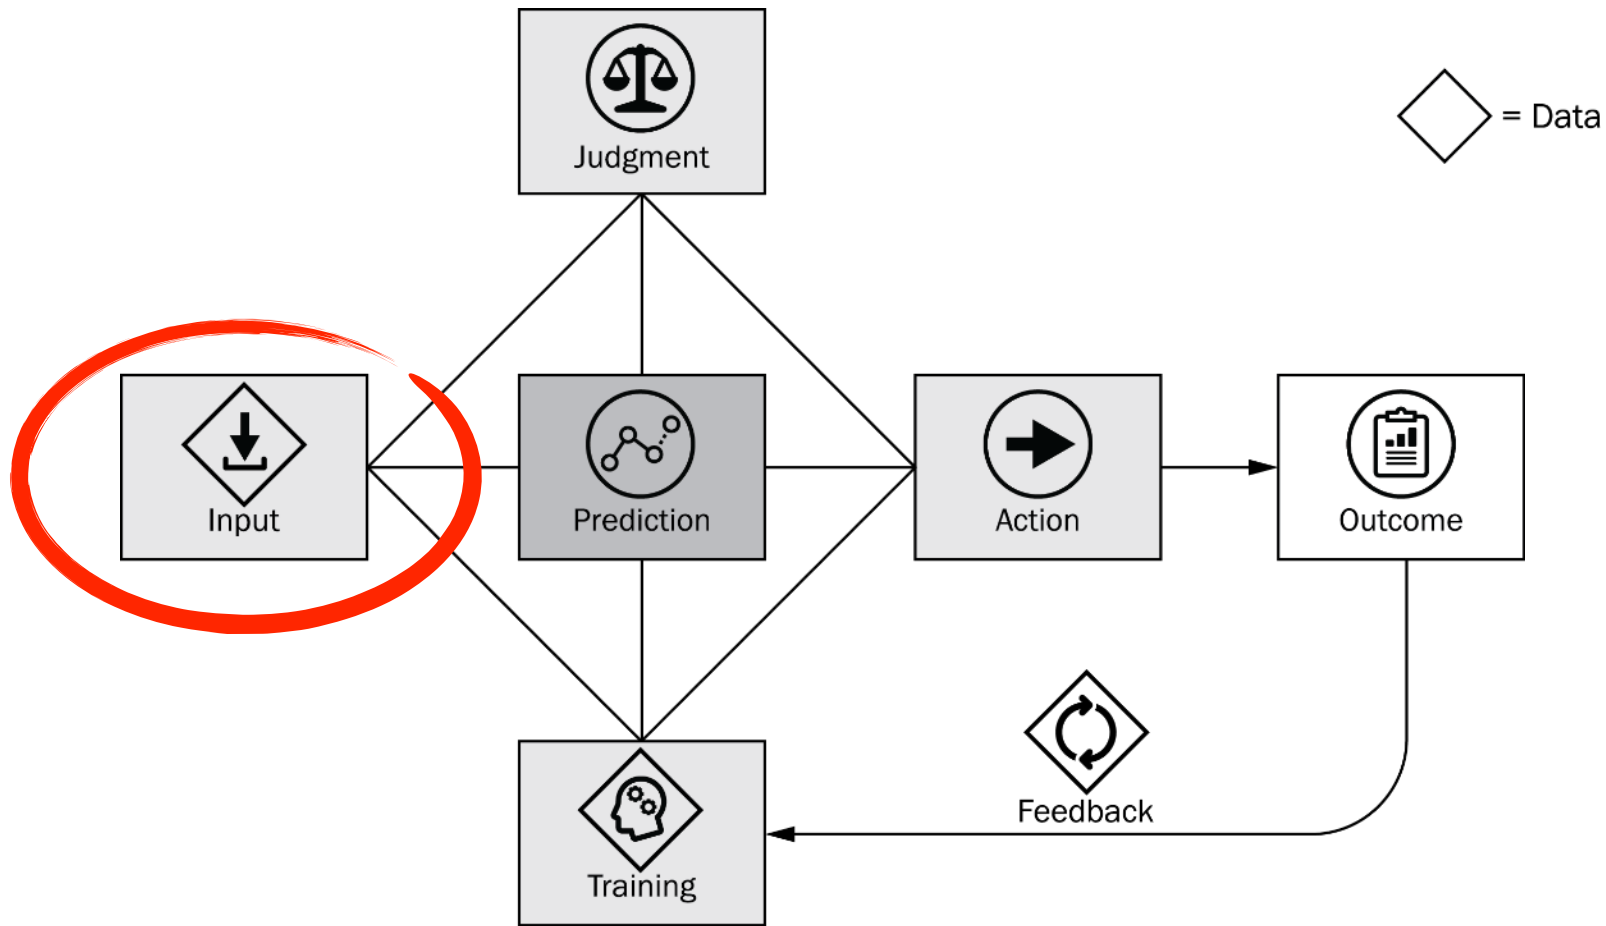 Judgment
= Data
Input
Prediction
Action
Outcome
Feedback
Training